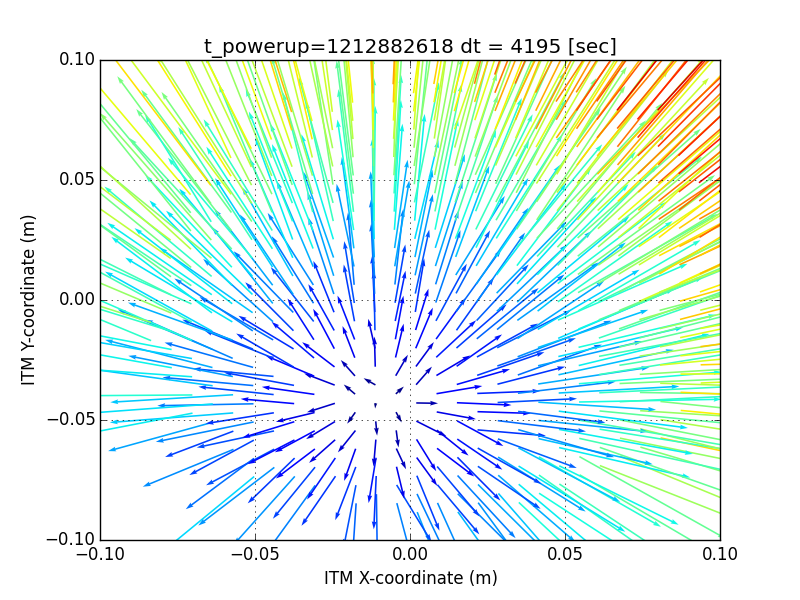 t_powerup=1212882618 dt = 4195 [sec]
0.10
0.05
0.00
−0.05
−0.10
ITM Y-coordinate (m)
−0.10 −0.05 0.00 0.05 0.10
ITM X-coordinate (m)